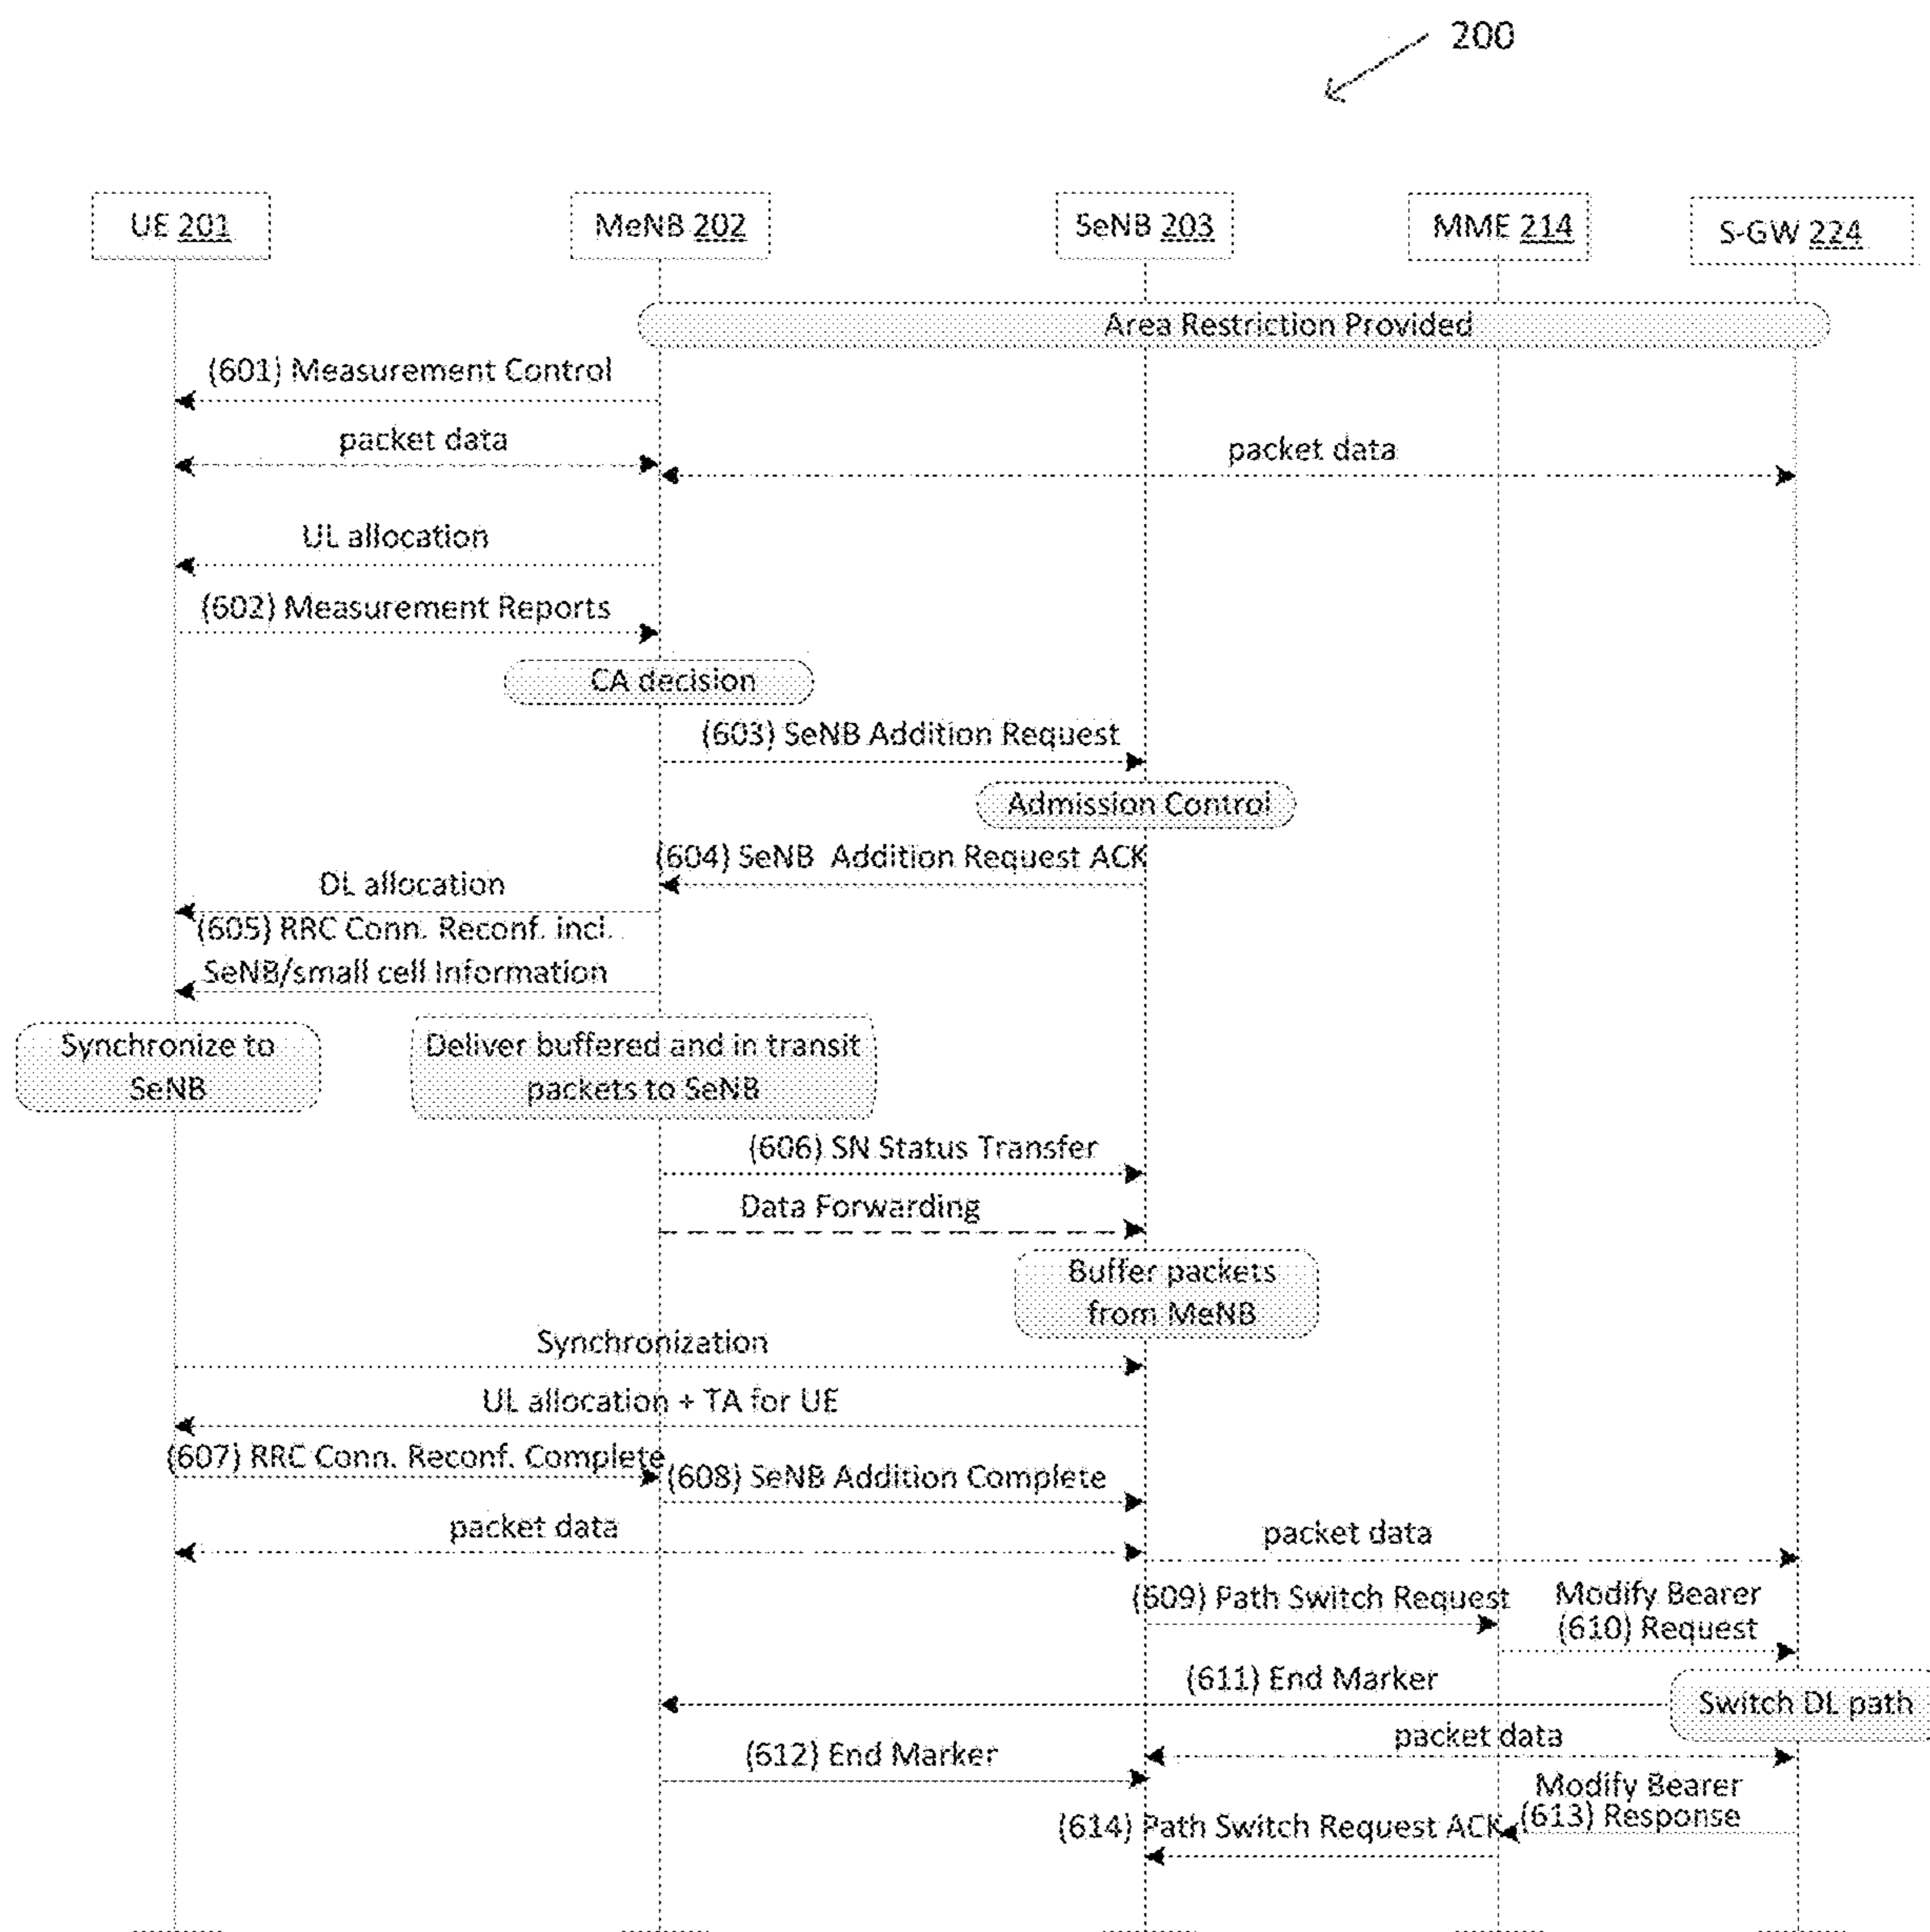 200
UE 201
MeNB 202
SeNB 203
MME 214
S-GW 224
Area Restriction Provided
(601) Measurement Control
packet data
packet data
UL allocation
(602) Measurement Reports
CA decision
(603) SeNB Addition Request
Admission Control
(604) SeNB Addition Request ACK
DL allocation
(605) RRC Conn. Reconf. incl.
SeNB/small cell Information
Synchronize to
SeNB
Deliver buffered and in transit
packets to SeNB
(606) SN Status Transfer
Data Forwarding
Buffer packets
from MeNB
Synchronization
UL allocation + TA for UE
(607) RRC Conn. Reconf. Complete
(608) SeNB Addition Complete
packet data
packet data
(609) Path Switch Request
Modify Bearer
(610) Request
(611) End Marker
Switch DL path
packet data
(612) End Marker
Modify Bearer
(613) Response
(614) Path Switch Request ACK